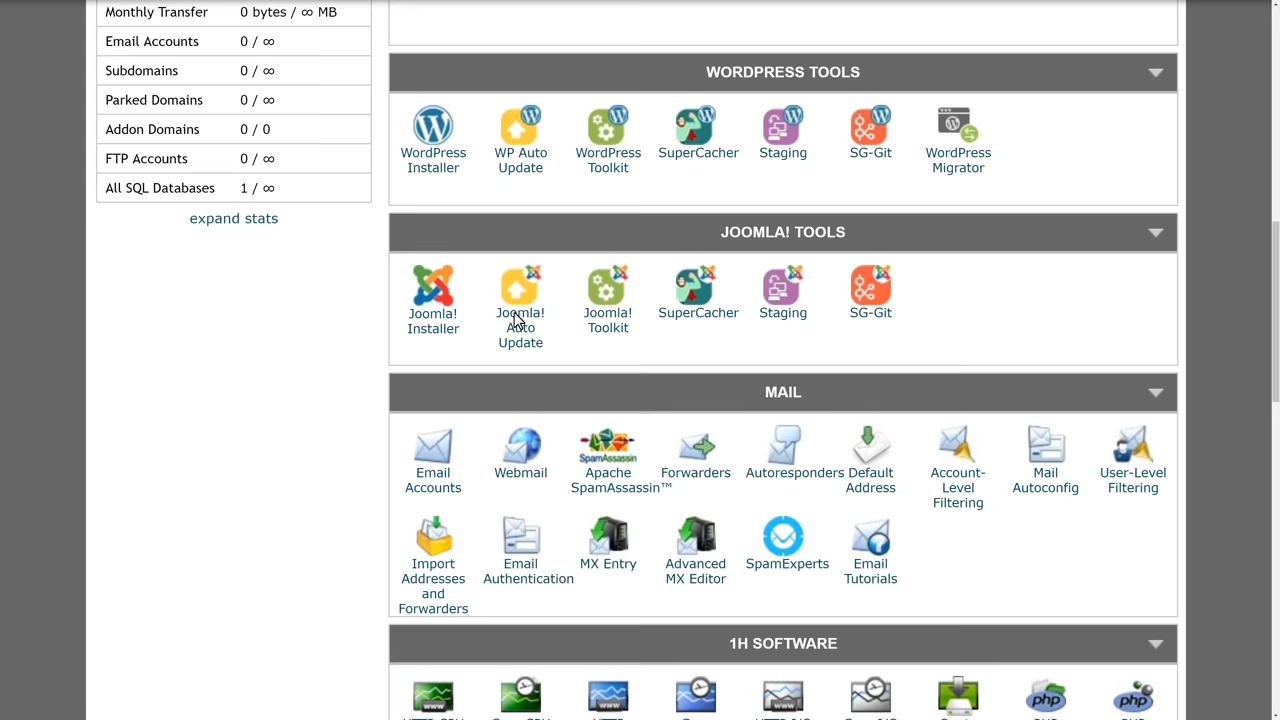 Monthly Transfer 0 bytes / ∞ MB
Email Accounts 0 / ∞
Subdomains 0 / ∞
Parked Domains 0 / ∞
Addon Domains 0 / 0
FTP Accounts 0 / ∞
All SQL Databases 1 / ∞
expand stats
WORDPRESS TOOLS
WordPress Installer
WP Auto Update
WordPress Toolkit
SuperCacher
Staging
SG-Git
WordPress Migrator
JOOMLA! TOOLS
Joomla! Installer
Joomla! Auto Update
Joomla! Toolkit
SuperCacher
Staging
SG-Git
MAIL
Email Accounts
Webmail
SpamAssassin
Apache SpamAssassin™
Forwarders
Autoresponders
Default Address
Account-Level Filtering
Mail Autoconfig
User-Level Filtering
Import Addresses and Forwarders
Email Authentication
MX Entry
Advanced MX Editor
SpamExperts
Email Tutorials
1H SOFTWARE
www
www
www
php
php